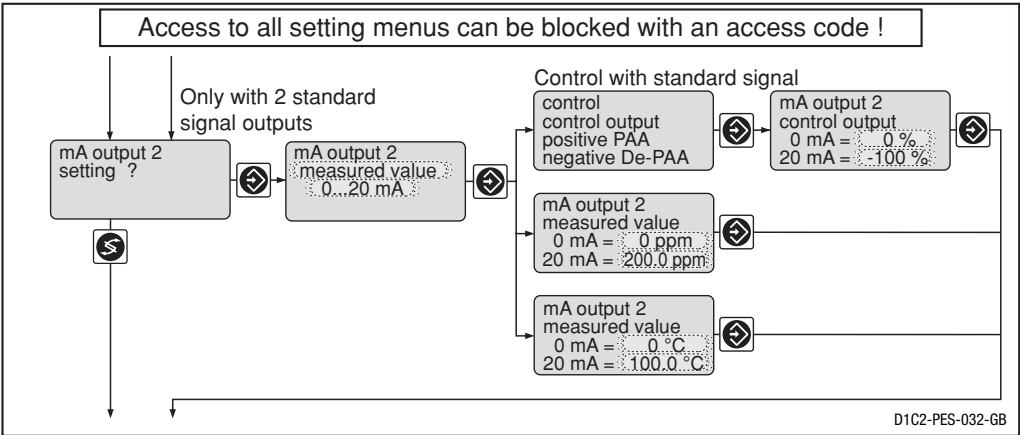 Access to all setting menus can be blocked with an access code !
Only with 2 standard
signal outputs
Control with standard signal
mA output 2
setting ?
mA output 2
measured value
0...20 mA
control
control output
positive PAA
negative De-PAA
mA output 2
control output
0 mA = 0 %
20 mA = -100 %
mA output 2
measured value
0 mA = 0 ppm
20 mA = 200.0 ppm
mA output 2
measured value
0 mA = 0 °C
20 mA = 100.0 °C
D1C2-PES-032-GB